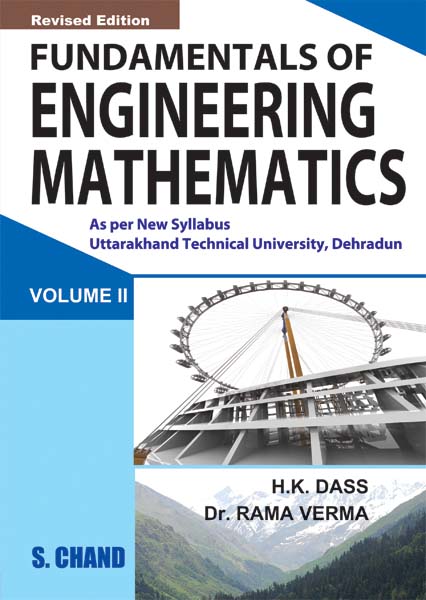 Revised Edition
FUNDAMENTALS OF
ENGINEERING
MATHEMATICS
As per New Syllabus
Uttarakhand Technical University, Dehradun
VOLUME II
H.K. DASS
Dr. RAMA VERMA
S. CHAND